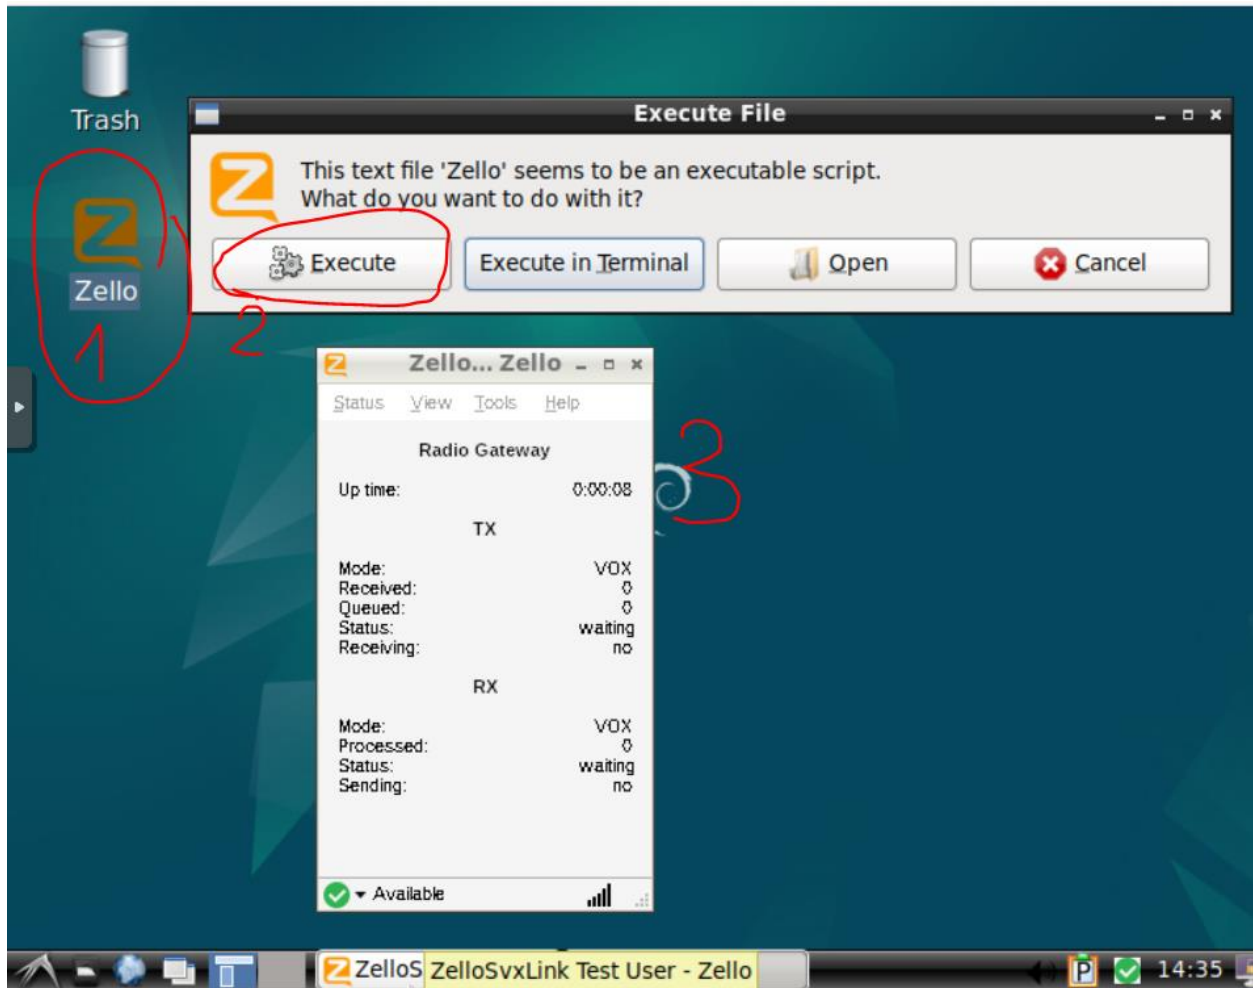 Trash
Execute File
This text file 'Zello' seems to be an executable script.
What do you want to do with it?
Execute
Execute in Terminal
Open
Cancel
Zello
1
2
Zello... Zello
Status View Tools Help
Radio Gateway
3
Up time: 0:00:08
TX
Mode: VOX
Received: 0
Queued: 0
Status: waiting
Receiving: no
RX
Mode: VOX
Processed: 0
Status: waiting
Sending: no
Available
ZelloS
ZelloSvxLink Test User - Zello
P
14:35